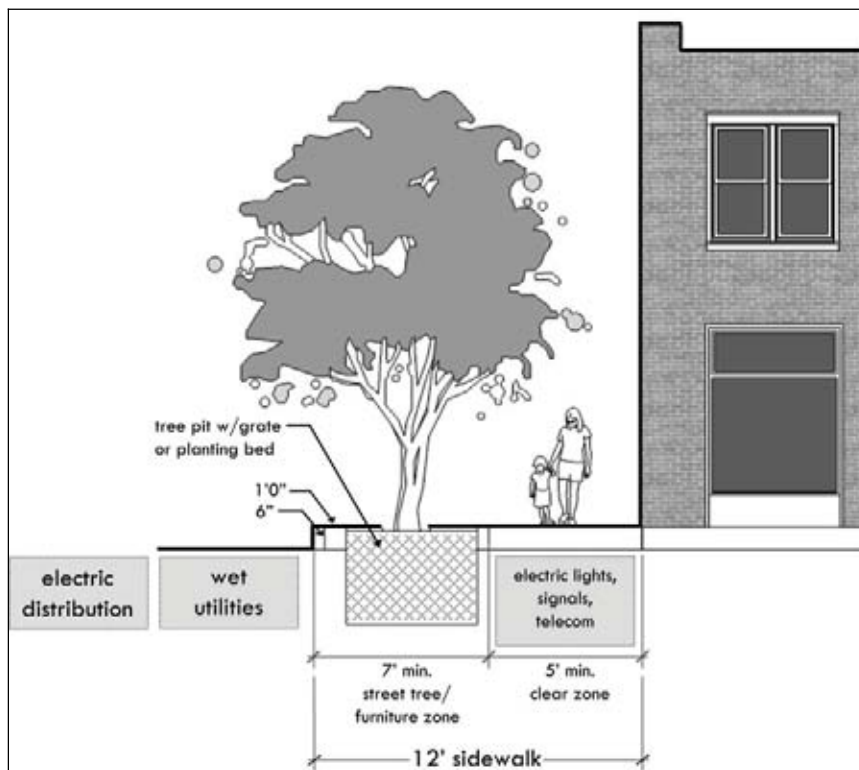 tree pit w/grate
or planting bed
1'0"
6"
electric
distribution
wet
utilities
electric lights,
signals,
telecom
7' min.
street tree/
furniture zone
5' min.
clear zone
12' sidewalk